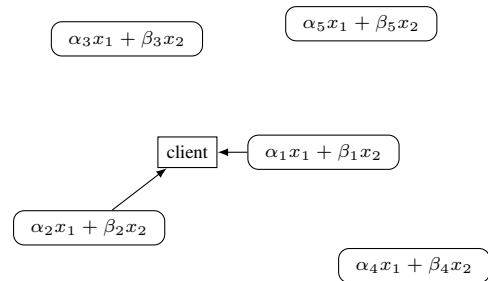 α₅x₁ + β₅x₂
α₃x₁ + β₃x₂
client
α₁x₁ + β₁x₂
α₂x₁ + β₂x₂
α₄x₁ + β₄x₂